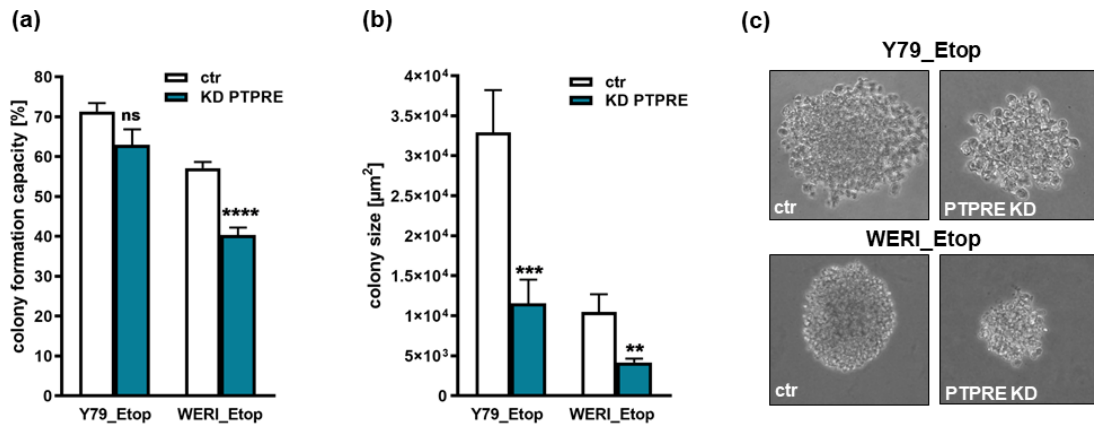 (a)
colony formation capacity [%]
80
70
60
50
40
30
20
10
0
ctr
KD PTPRE
ns
****
Y79_Etop
WERI_Etop
(b)
colony size [µm²]
4×10⁴
3.5×10⁴
3×10⁴
2×10⁴
2×10⁴
1.5×10⁴
1×10⁴
5×10³
0
ctr
KD PTPRE
***
**
Y79_Etop
WERI_Etop
(c)
Y79_Etop
ctr
PTPRE KD
WERI_Etop
ctr
PTPRE KD